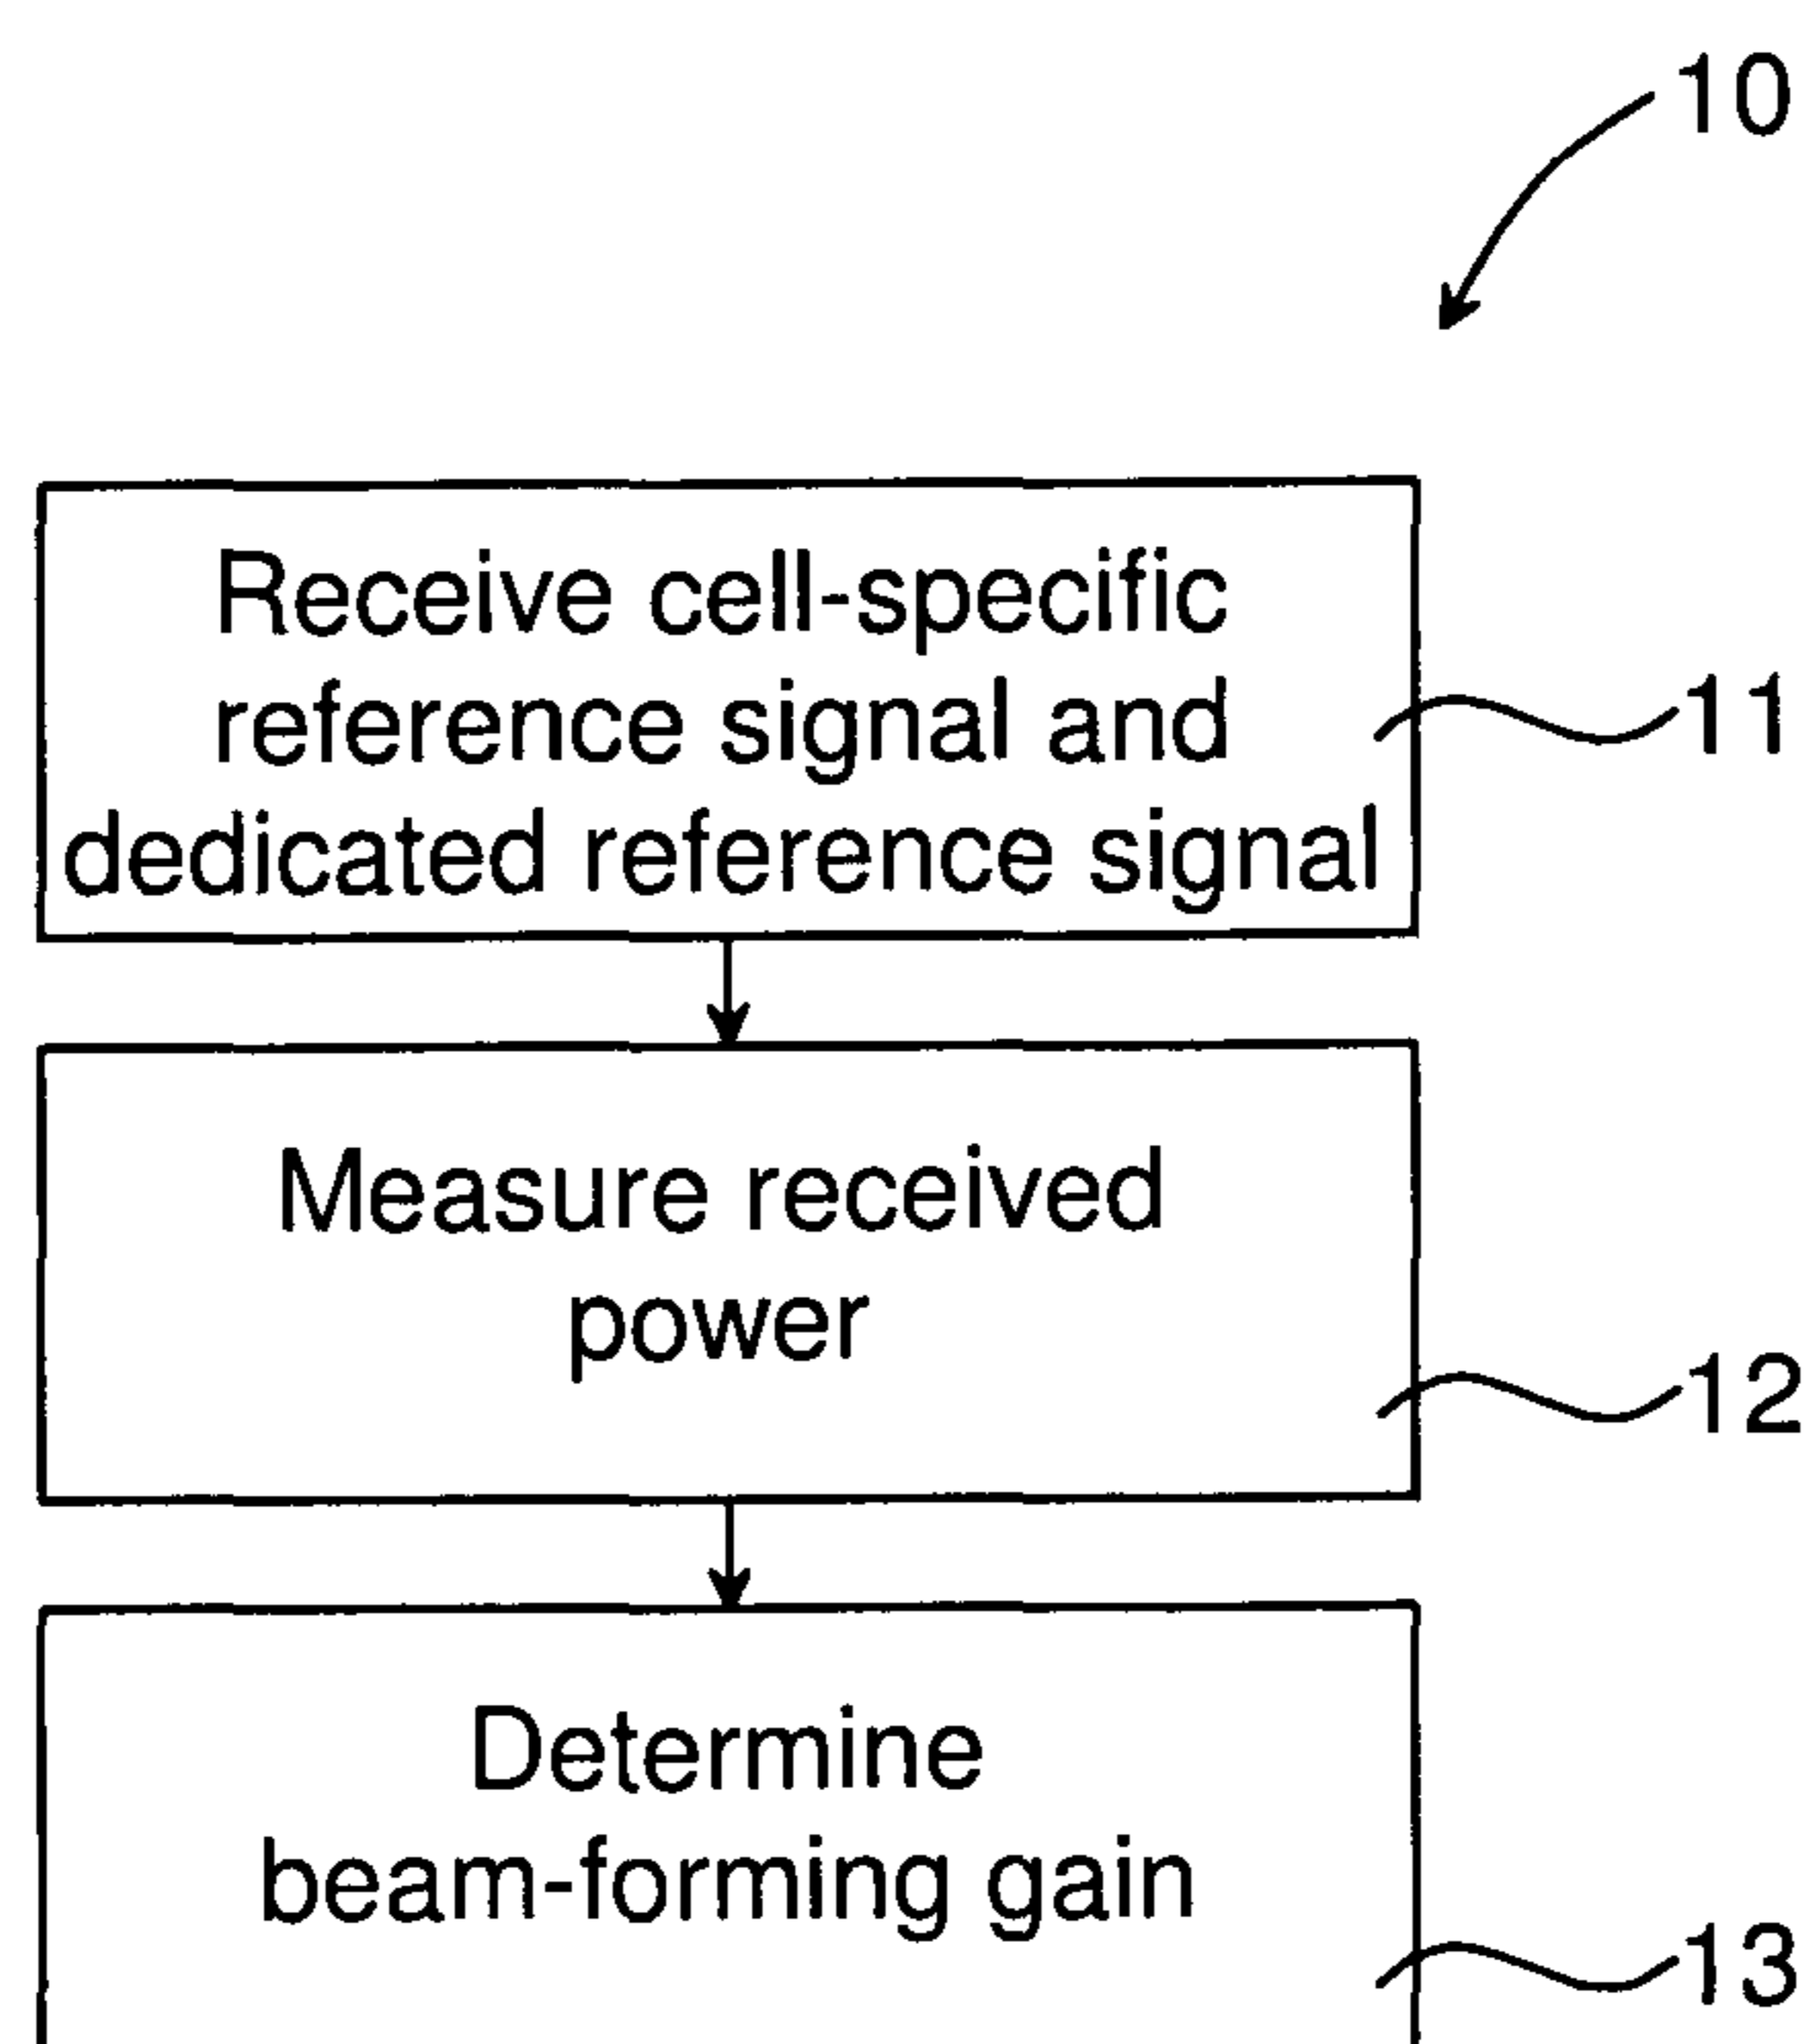 10
Receive cell-specific
reference signal and
dedicated reference signal
11
Measure received
power
12
Determine
beam-forming gain
13